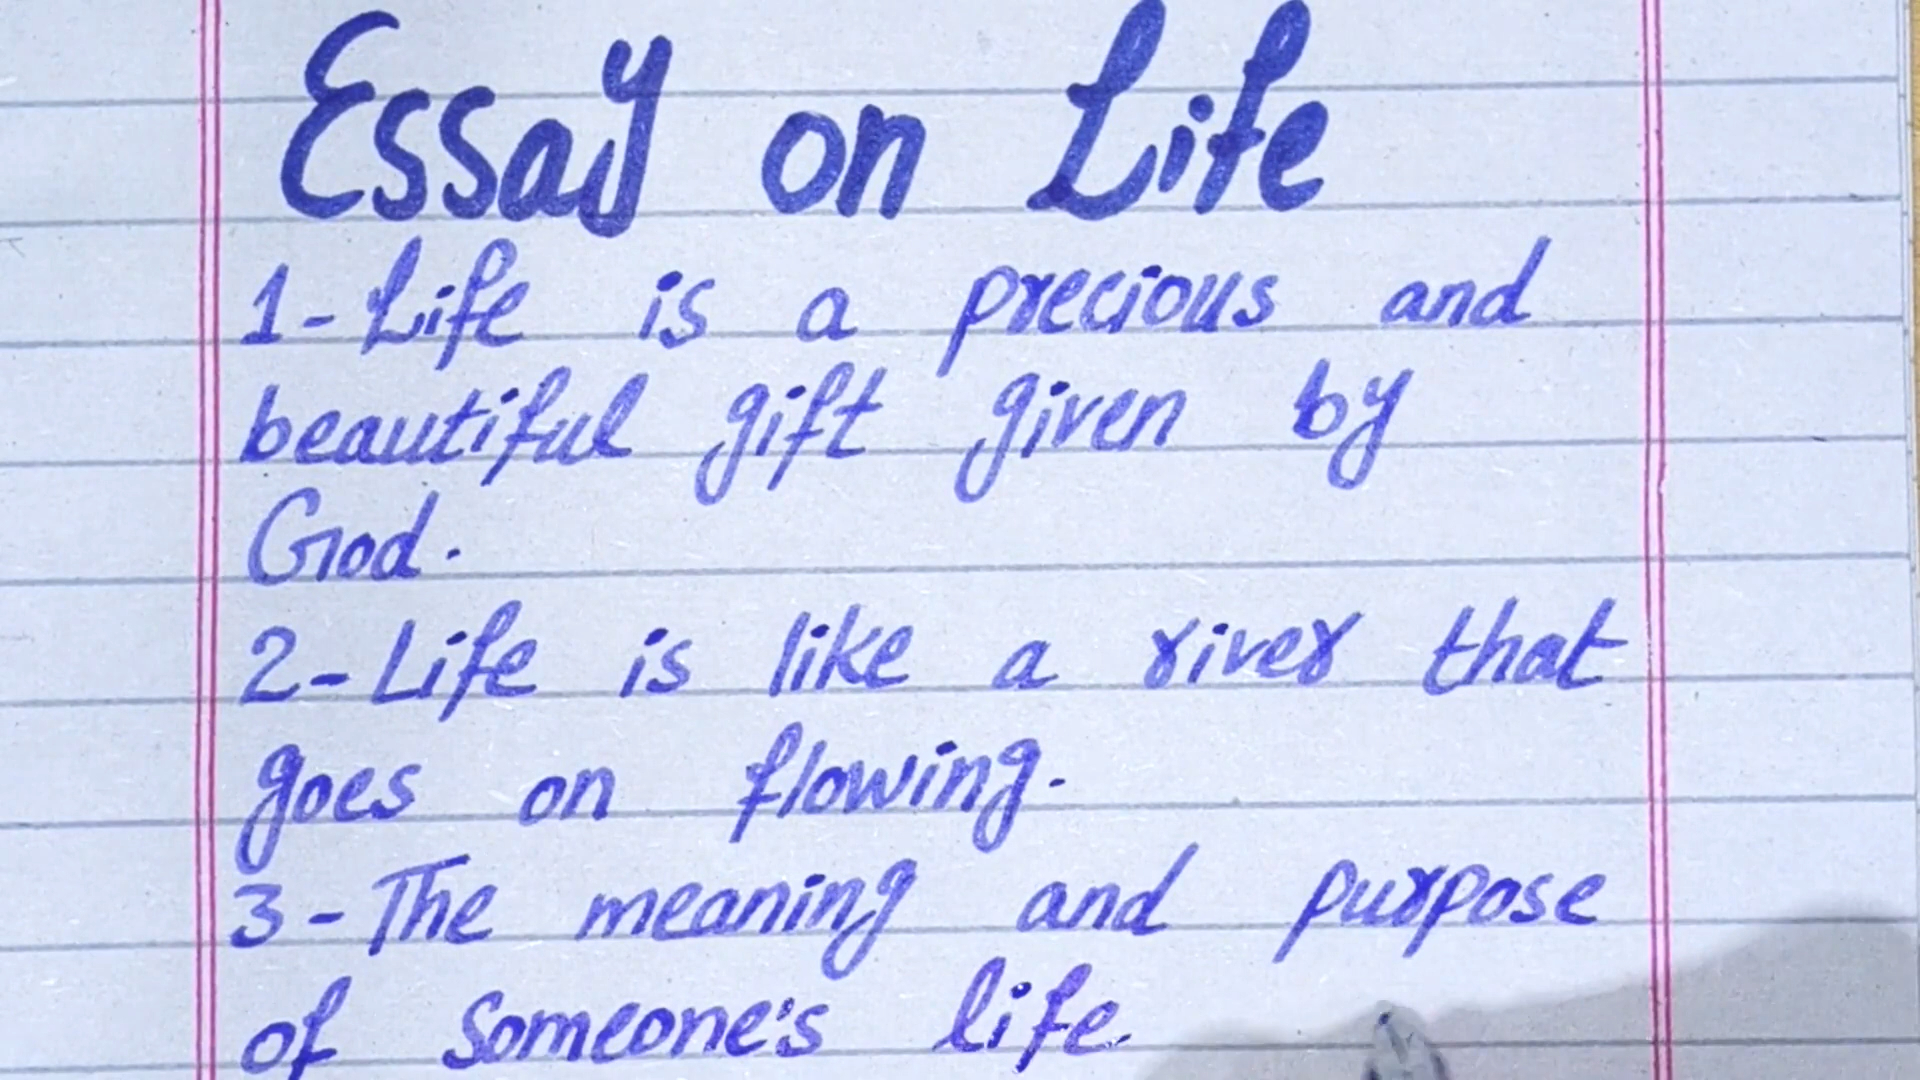 Essay on Life
1-Life is a precious and
beautiful gift given by
God.
2-Life is like a river that
goes on flowing.
3-The meaning and purpose
of someone's life